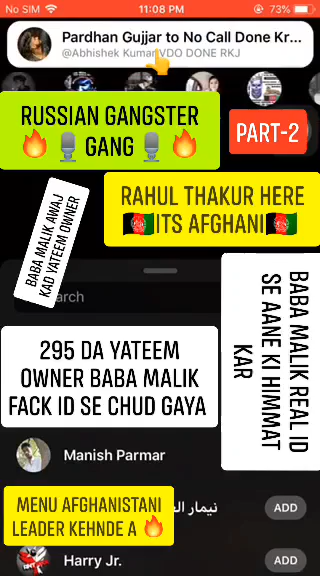 No SIM
11:08 PM
73%
Pardhan Gujjar to No Call Done Kr...
@Abhishek Kumar VDO DONE RKJ
RUSSIAN GANGSTER
GANG
PART-2
RAHUL THAKUR HERE
ITS AFGHANI
BABA MALIK AWAJ
KAD YATEEM OWNER
BABA MALIK REAL ID
SE AANE KI HIMMAT
KAR
arch
295 DA YATEEM
OWNER BABA MALIK
FACK ID SE CHUD GAYA
Manish Parmar
MENU AFGHANISTANI
LEADER KEHNDE A
نيمار ال
ADD
Harry Jr.
ADD